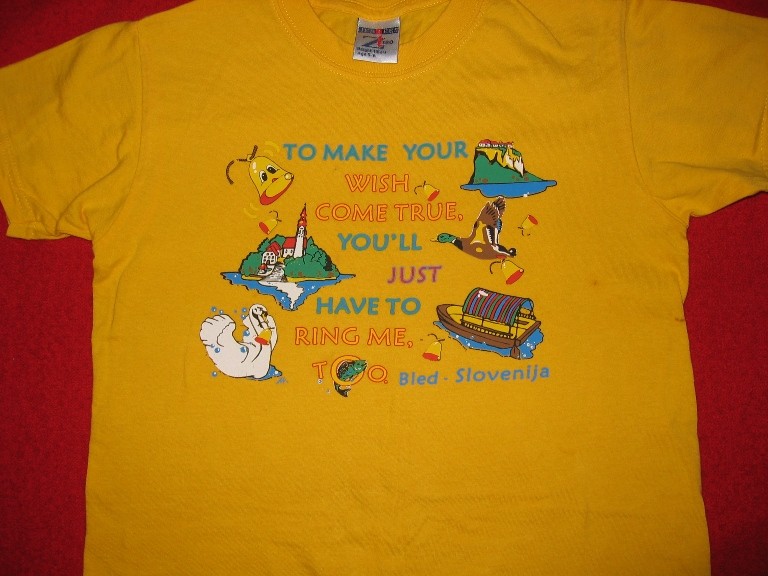 TO MAKE YOUR
WISH
COME TRUE,
YOU'LL
JUST
HAVE TO
RING ME,
TOO.
Bled - Slovenija